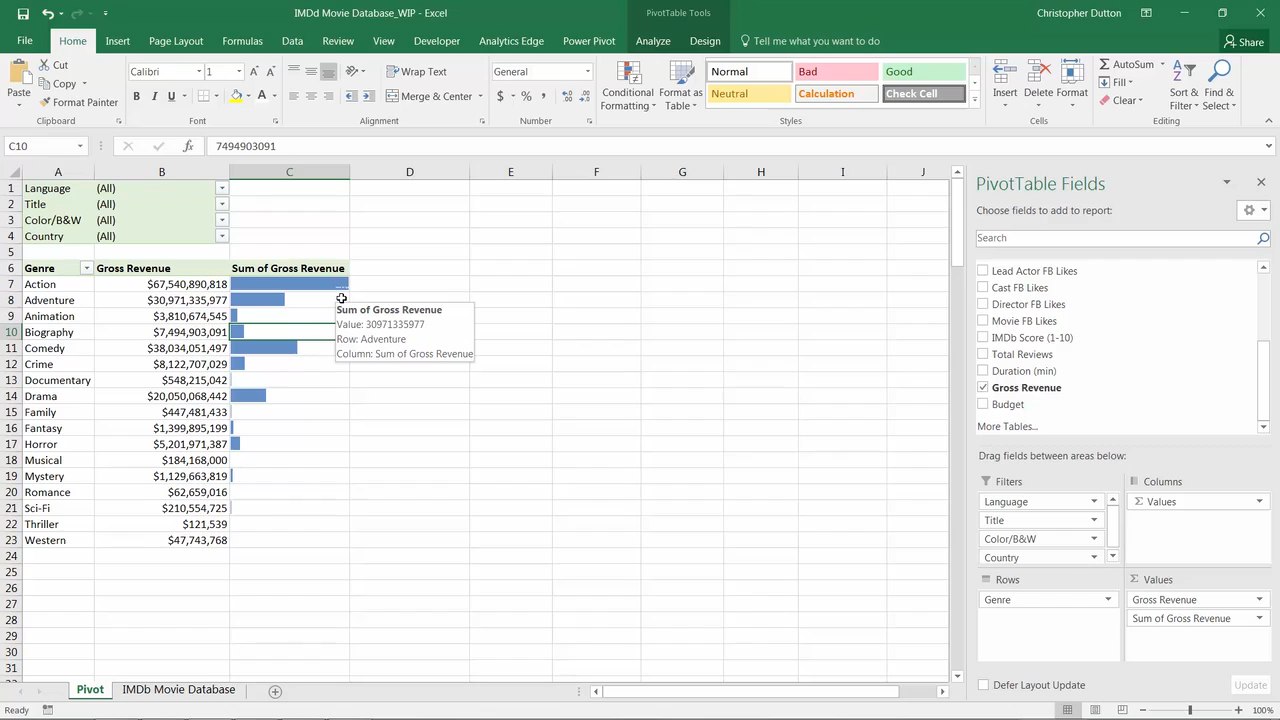 IMDd Movie Database_WIP - Excel
PivotTable Tools
Christopher Dutton
File
Home
Insert
Page Layout
Formulas
Data
Review
View
Developer
Analytics Edge
Power Pivot
Analyze
Design
Tell me what you want to do
Share
Paste
Cut
Copy
Format Painter
Clipboard
Calibri
1
B
I
U
Font
Wrap Text
Merge & Center
Alignment
General
$
%
Number
Conditional Formatting
Format as Table
Normal
Bad
Good
Neutral
Calculation
Check Cell
Styles
Insert
Delete
Format
Cells
AutoSum
Fill
Clear
Sort & Filter
Find & Select
Editing
C10
fx
7494903091
A B C D E F G H I J
1 Language (All)
2 Title (All)
3 Color/B&W (All)
4 Country (All)
5
6 Genre Gross Revenue Sum of Gross Revenue
7 Action $67,540,890,818
8 Adventure $30,971,335,977
9 Animation $3,810,674,545
10 Biography $7,494,903,091
11 Comedy $38,034,051,497
12 Crime $8,122,707,029
13 Documentary $548,215,042
14 Drama $20,050,068,442
15 Family $447,481,433
16 Fantasy $1,399,895,199
17 Horror $5,201,971,387
18 Musical $184,168,000
19 Mystery $1,129,663,819
20 Romance $62,659,016
21 Sci-Fi $210,554,725
22 Thriller $121,539
23 Western $47,743,768
24
25
26
27
28
29
30
31
Sum of Gross Revenue
Value: 30971335977
Row: Adventure
Column: Sum of Gross Revenue
PivotTable Fields
Choose fields to add to report:
Search
Lead Actor FB Likes
Cast FB Likes
Director FB Likes
Movie FB Likes
IMDb Score (1-10)
Total Reviews
Duration (min)
Gross Revenue
Budget
More Tables...
Drag fields between areas below:
Filters
Language
Title
Color/B&W
Country
Columns
Σ Values
Rows
Genre
Σ Values
Gross Revenue
Sum of Gross Revenue
Defer Layout Update
Update
Pivot
IMDb Movie Database
Ready
100%